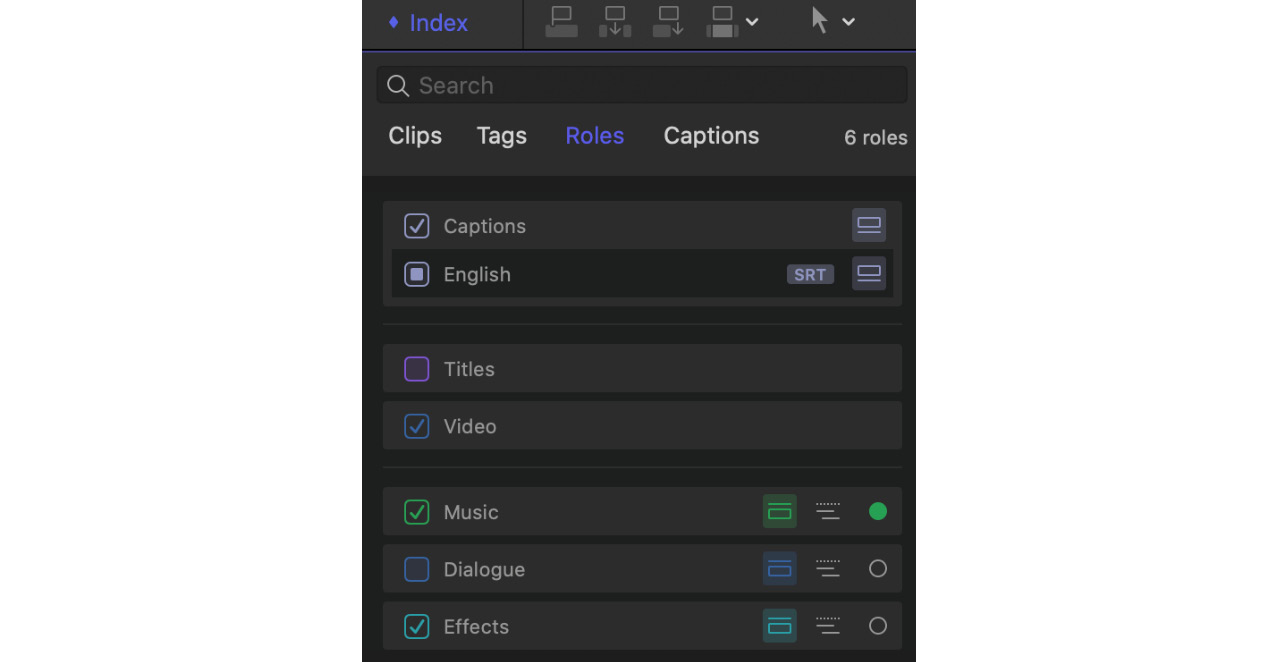 Index
Search
Clips Tags Roles Captions 6 roles
Captions
English SRT
Titles
Video
Music
Dialogue
Effects